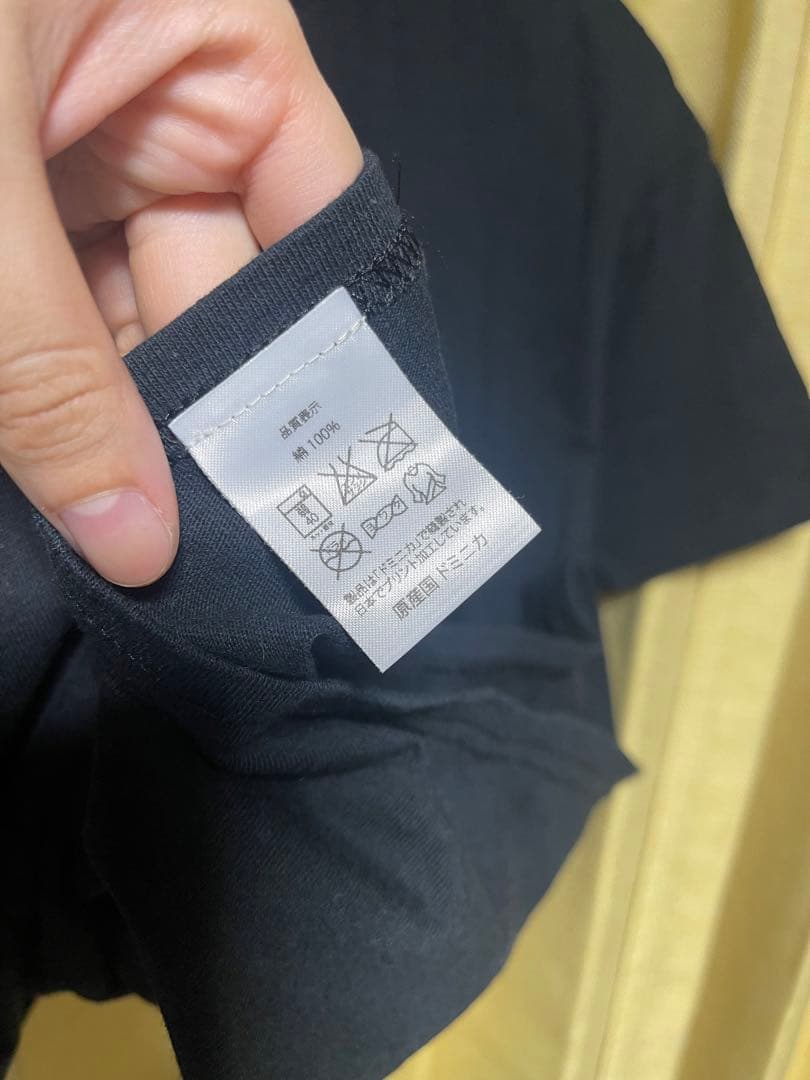 品質表示
綿 100%
弱
40
製品は「ドミニカ」で縫製され
日本でプリント加工しています。
原産国 ドミニカ